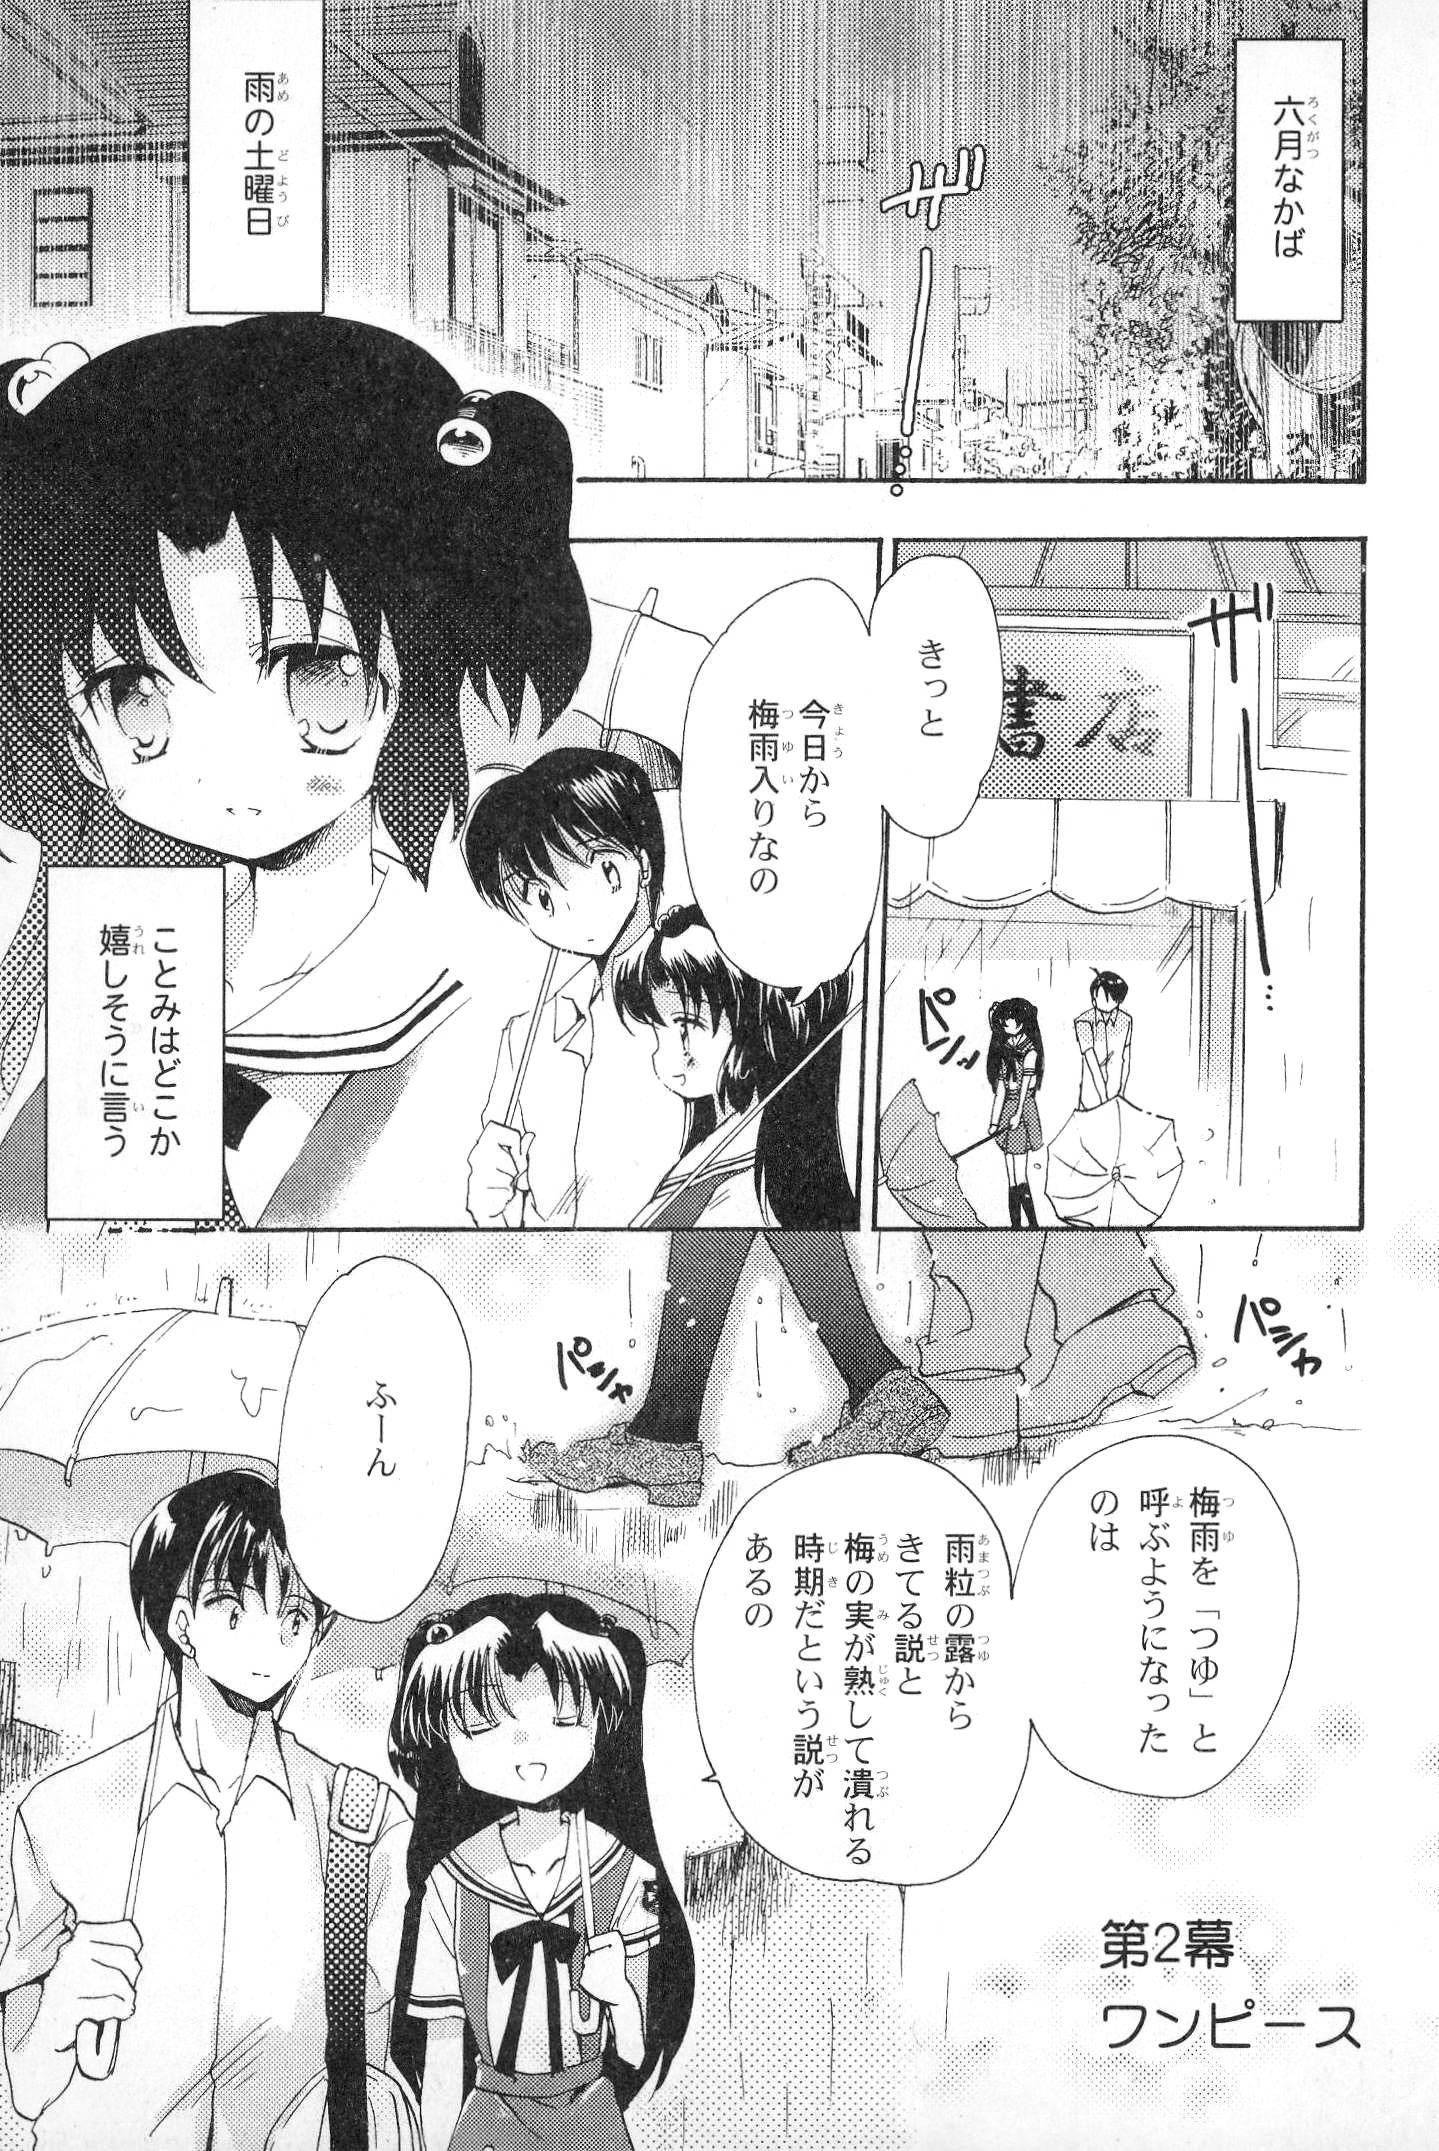 六月なかば
雨の土曜日
ザ
書店
ザ
パンッ
きっと
今日から
梅雨入りなの
ことみはどこか
嬉しそうに言う
パシャ
パシャ
梅雨を「つゆ」と
呼ぶようになった
のは
雨粒の露から
きてる説と
梅の実が熟して潰れる
時期だという説が
あるの
ふーん
第2幕
ワンピース